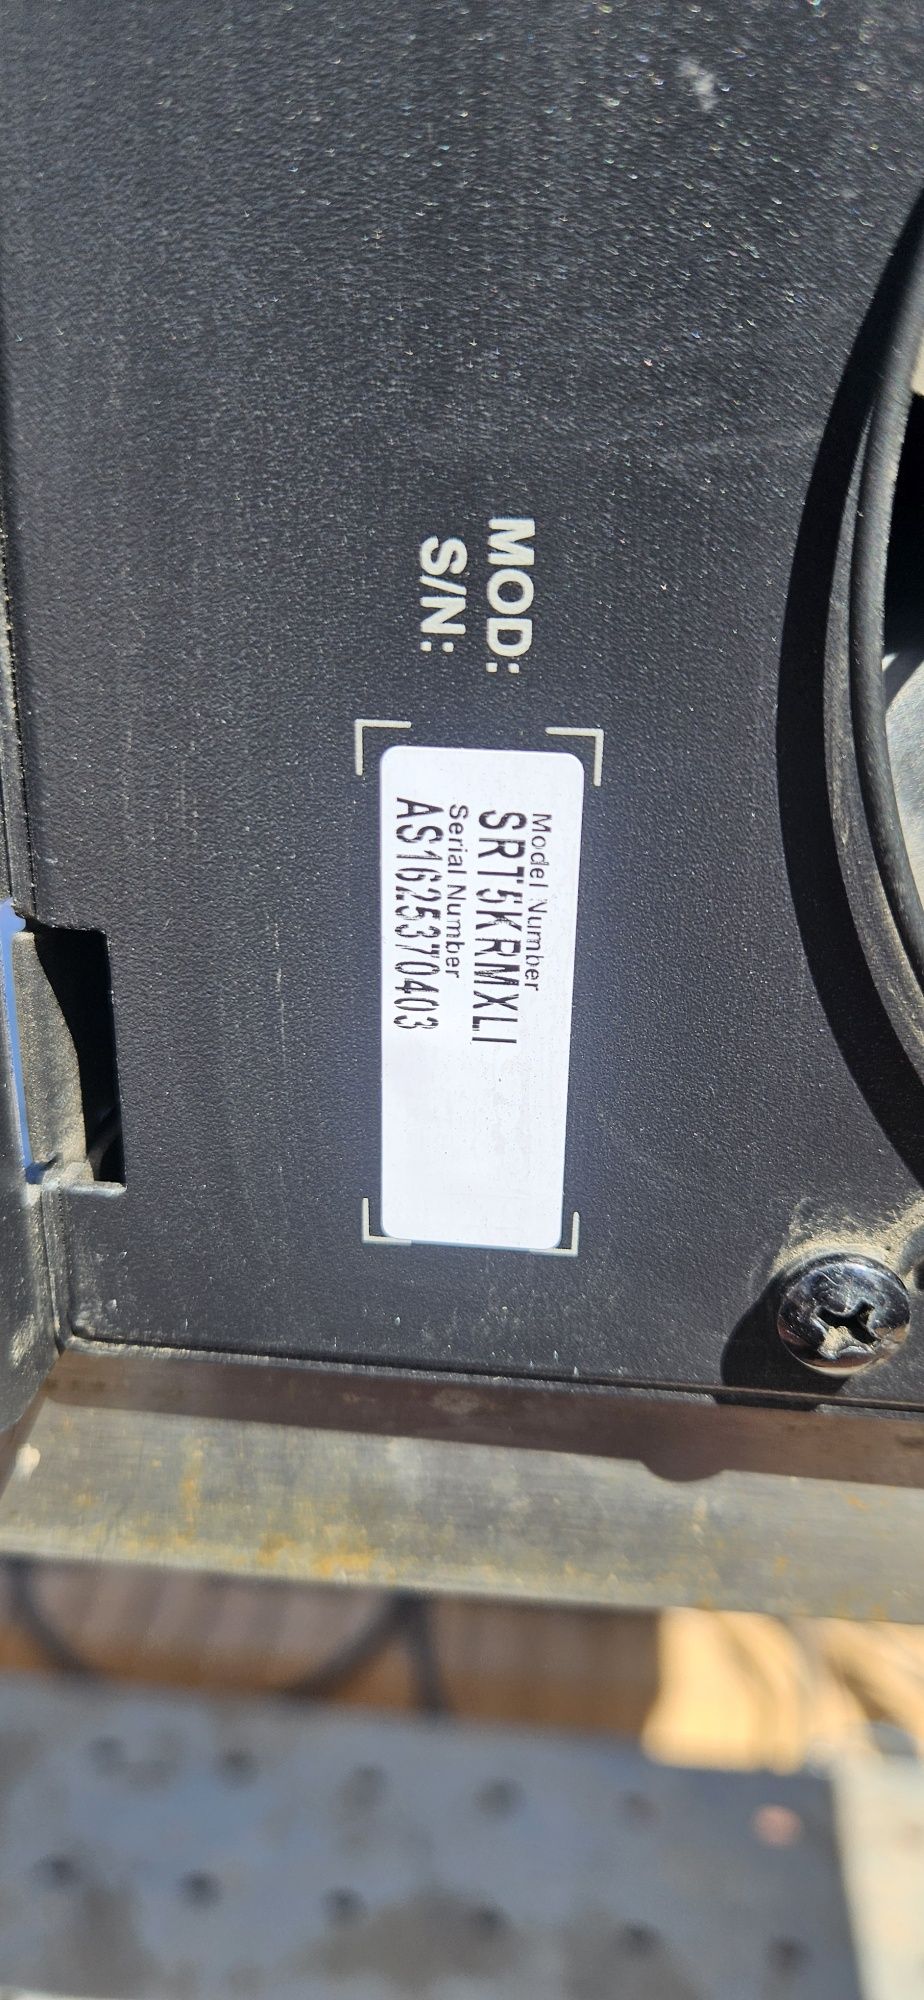 MOD:
S/N:
Model Number
SRT5KRMXLI
Serial Number
AS1625370403